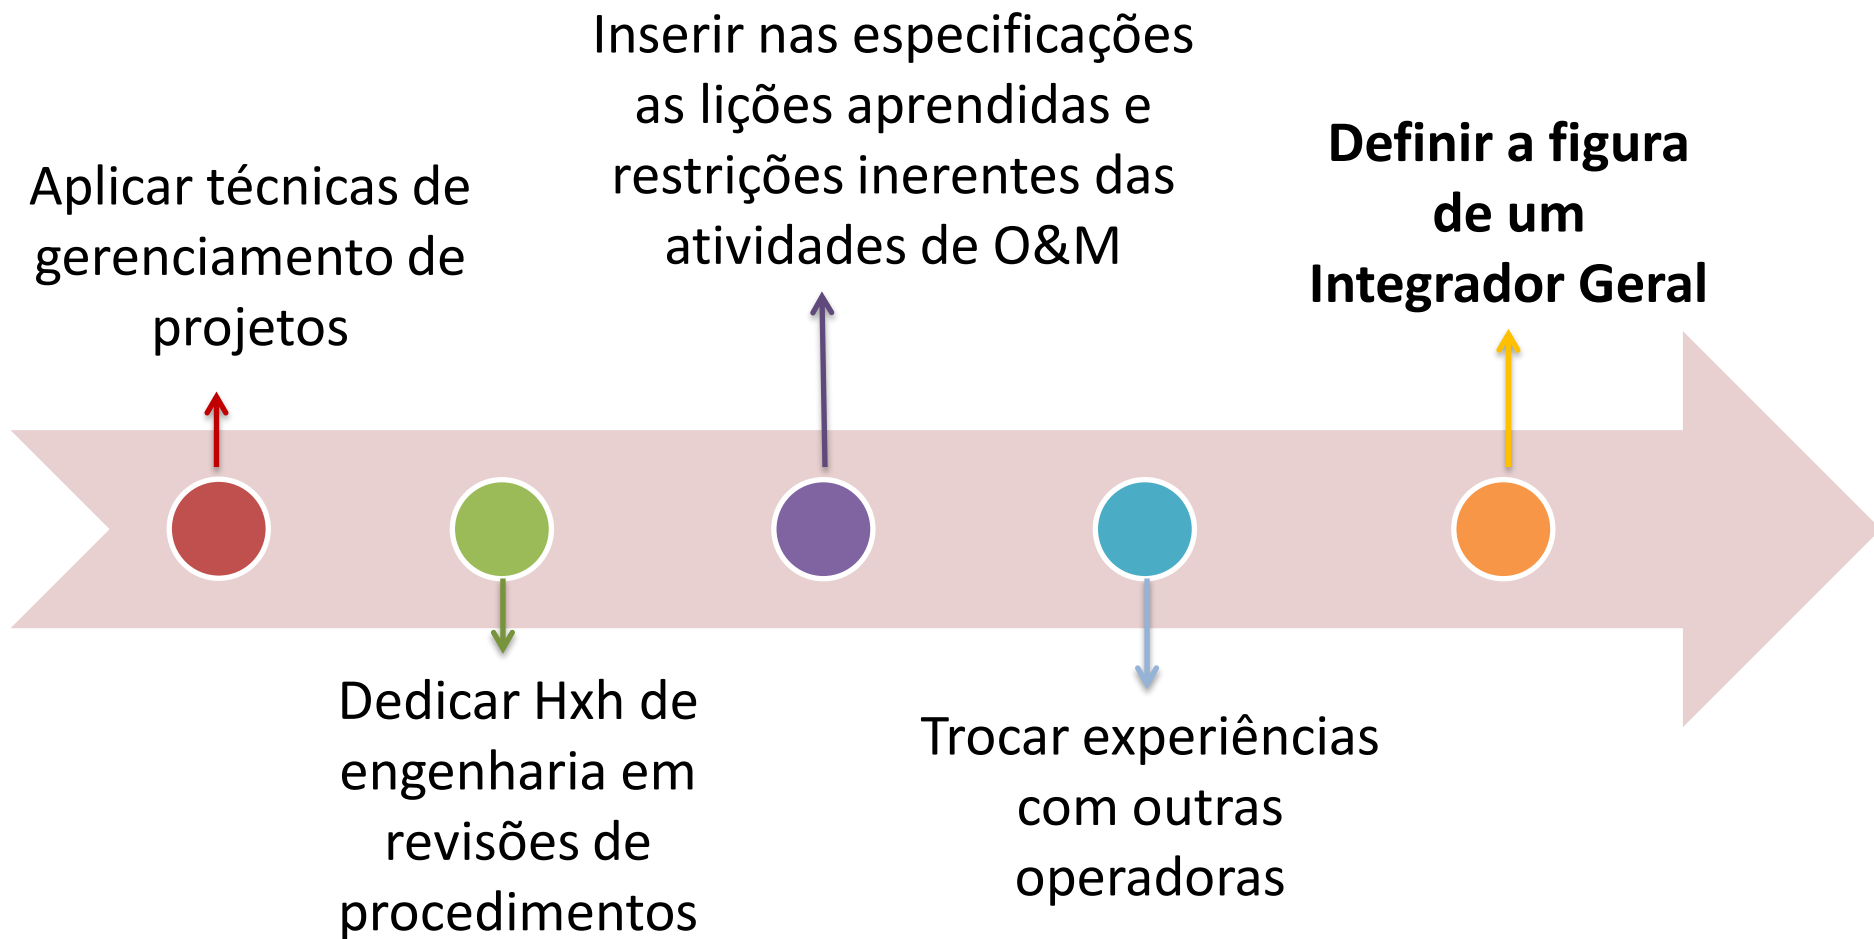 Aplicar técnicas de
gerenciamento de
projetos
Dedicar Hxh de
engenharia em
revisões de
procedimentos
Inserir nas especificações
as lições aprendidas e
restrições inerentes das
atividades de O&M
Trocar experiências
com outras
operadoras
Definir a figura
de um
Integrador Geral